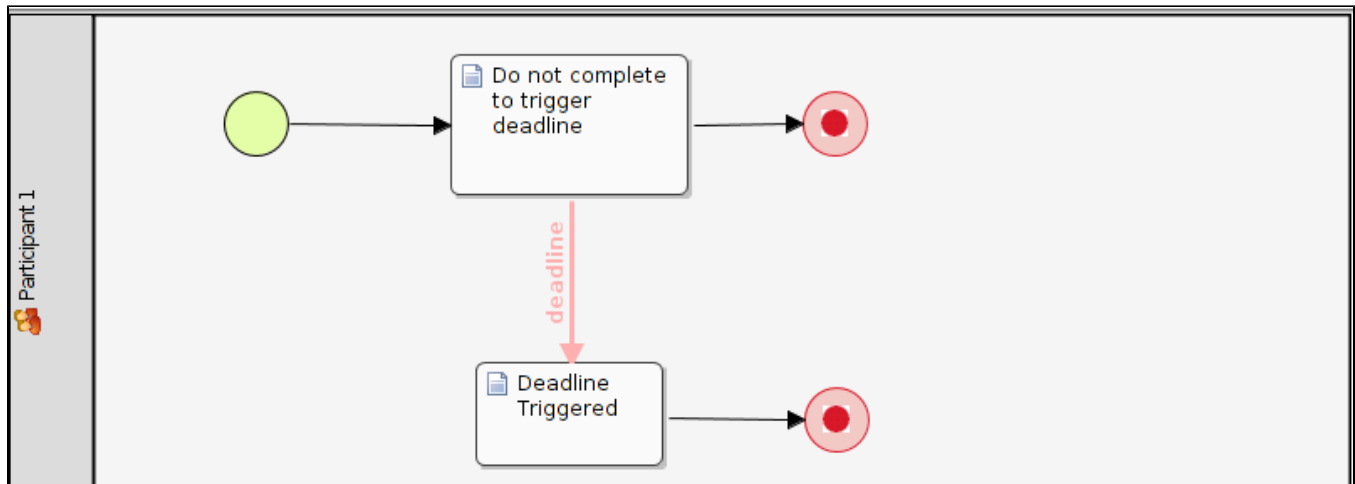 Participant 1
Do not complete
to trigger
deadline
deadline
Deadline
Triggered